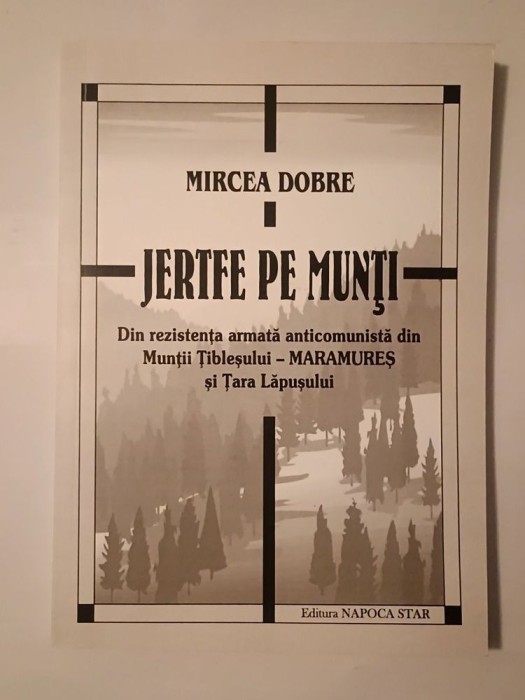 MIRCEA DOBRE
JERTFE PE MUNŢI
Din rezistenţa armată anticomunistă din
Munţii Ţibleşului – MARAMUREŞ
şi Ţara Lăpuşului
Editura NAPOCA STAR